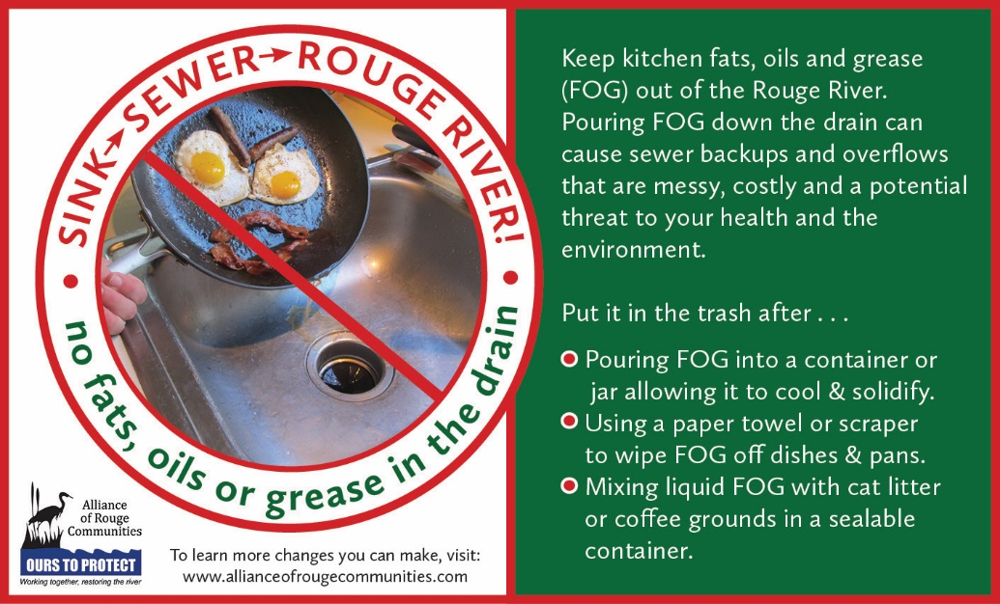 SINK→SEWER→ROUGE RIVER!
no fats, oils or grease in the drain
Alliance
of Rouge
Communities
OURS TO PROTECT
Working together, restoring the river
To learn more changes you can make, visit:
www.allianceofrougecommunities.com
Keep kitchen fats, oils and grease
(FOG) out of the Rouge River.
Pouring FOG down the drain can
cause sewer backups and overflows
that are messy, costly and a potential
threat to your health and the
environment.
Put it in the trash after . . .
Pouring FOG into a container or
jar allowing it to cool & solidify.
Using a paper towel or scraper
to wipe FOG off dishes & pans.
Mixing liquid FOG with cat litter
or coffee grounds in a sealable
container.